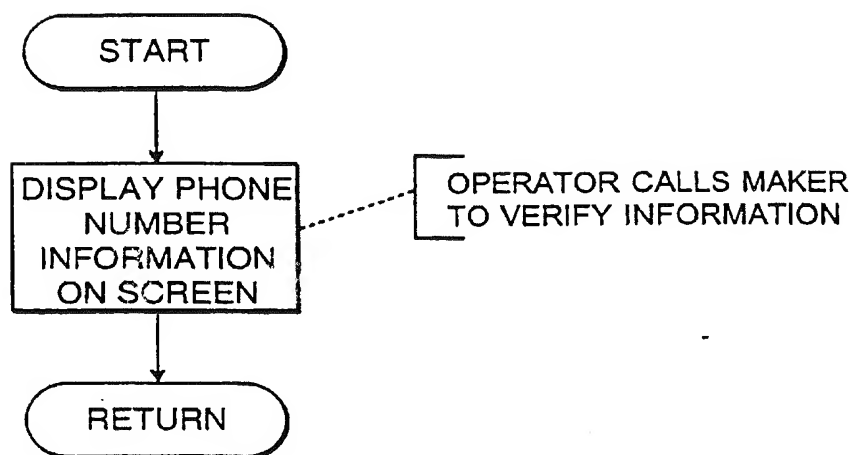 START
DISPLAY PHONE
NUMBER
INFORMATION
ON SCREEN
OPERATOR CALLS MAKER
TO VERIFY INFORMATION
RETURN